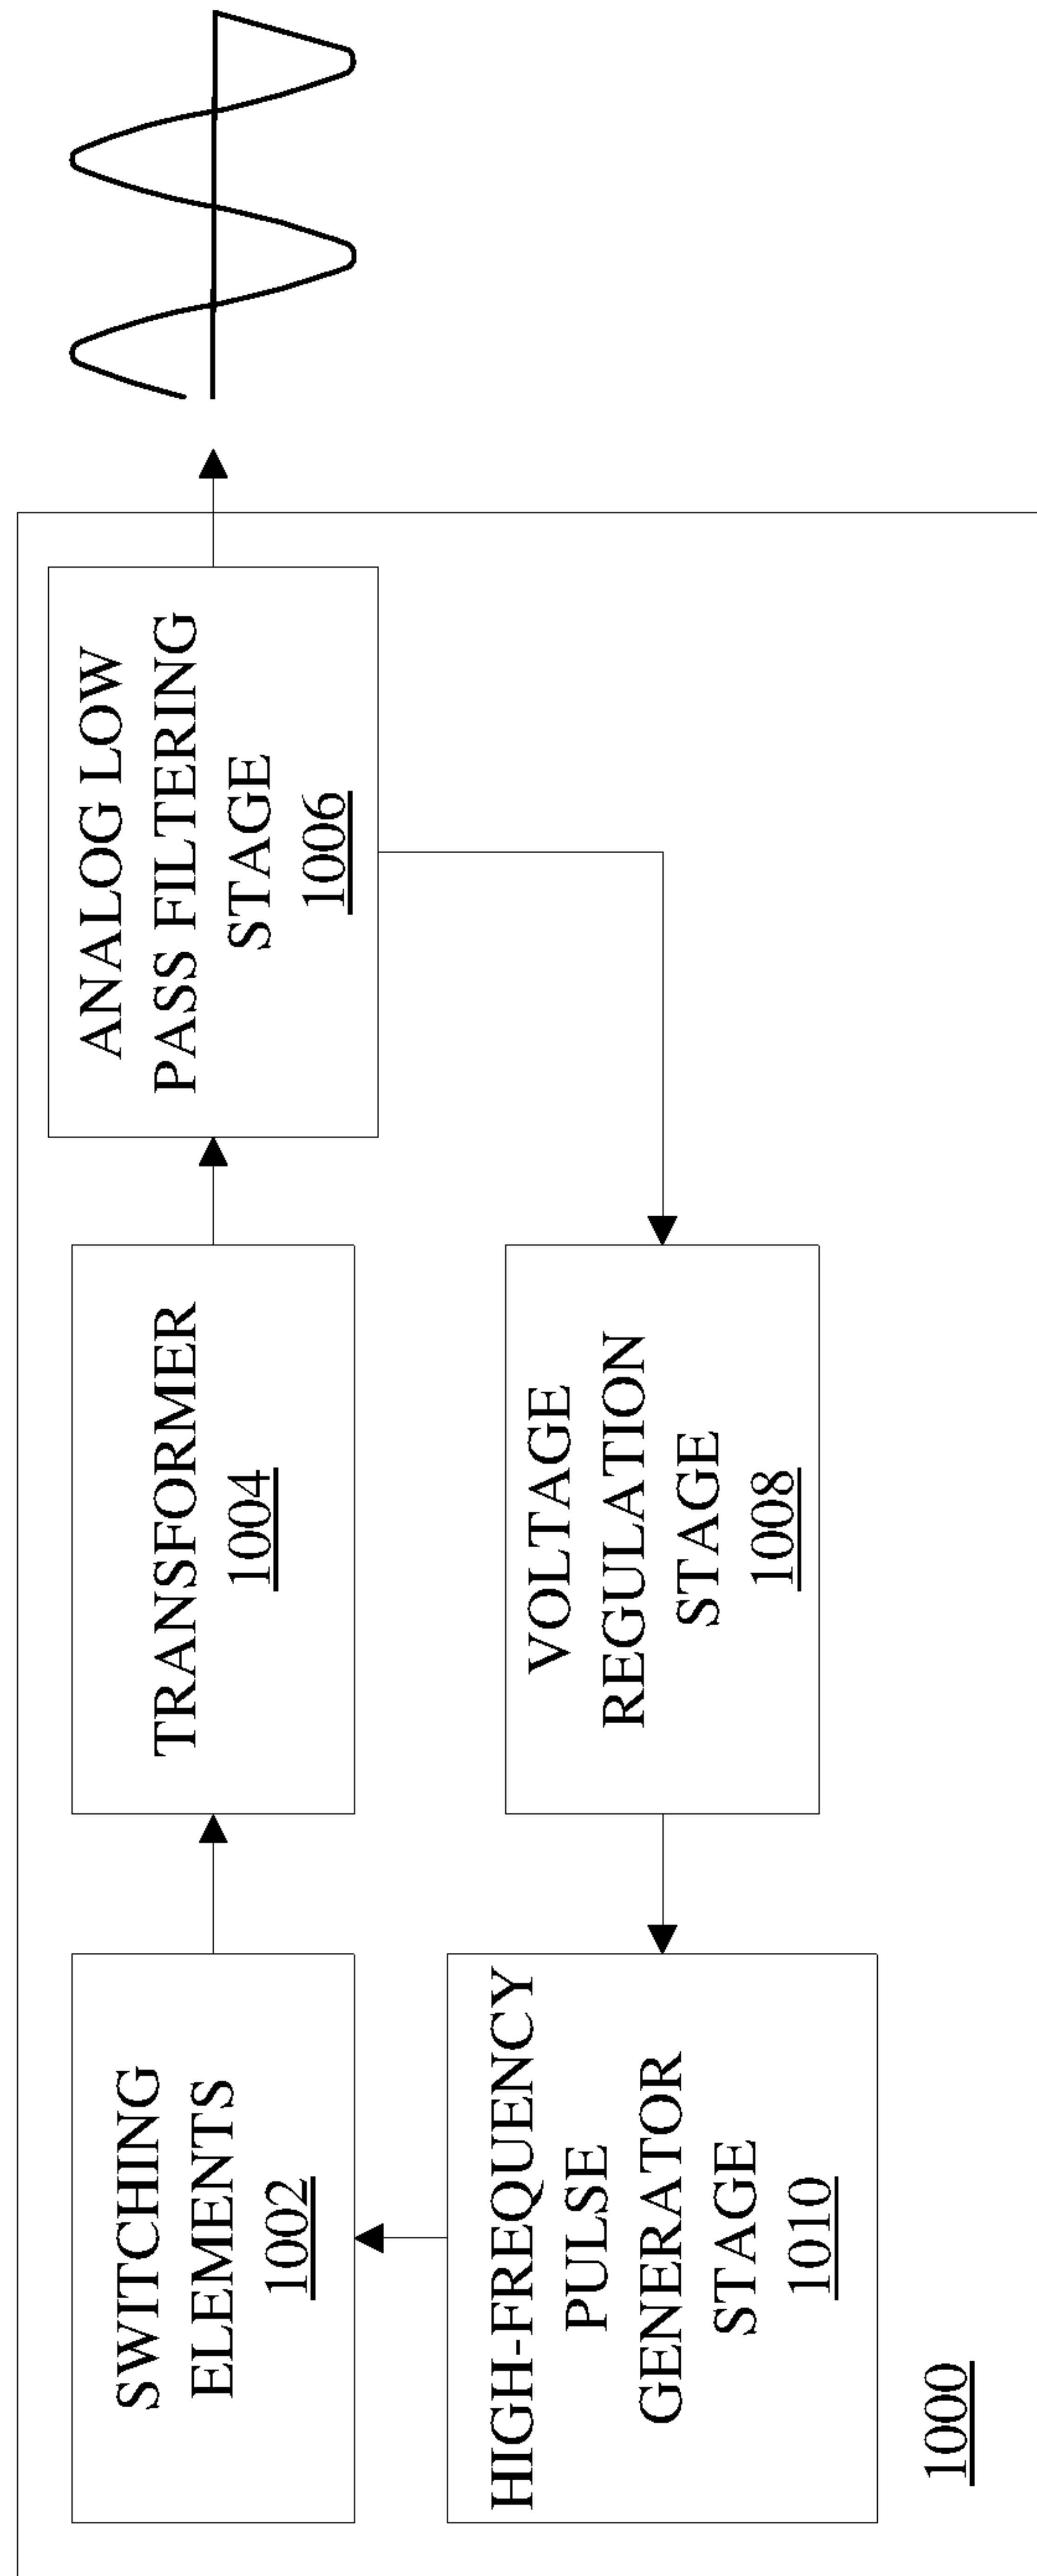 SWITCHING
ELEMENTS
1002
TRANSFORMER
1004
ANALOG LOW
PASS FILTERING
STAGE
1006
HIGH-FREQUENCY
PULSE
GENERATOR
STAGE
1010
VOLTAGE
REGULATION
STAGE
1008
1000